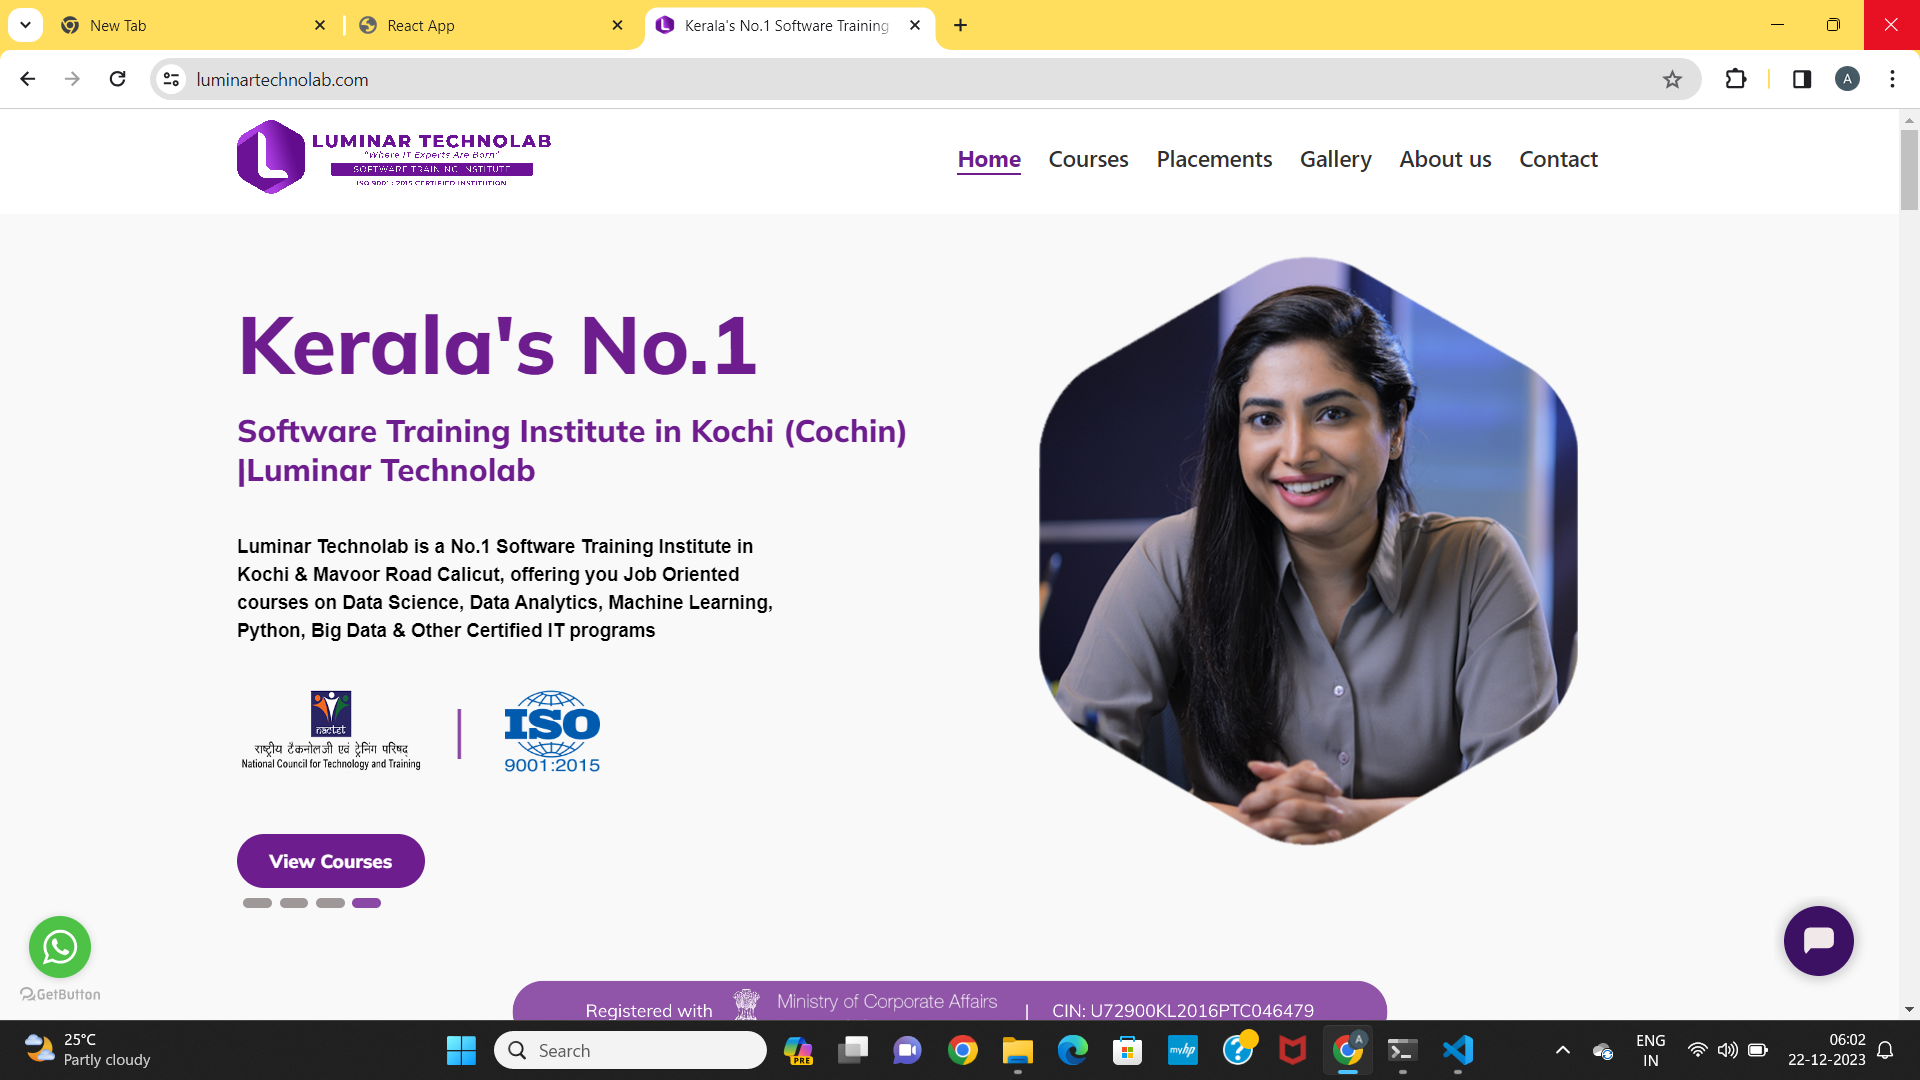 New Tab
React App
Kerala's No.1 Software Training
luminartechnolab.com
A
LUMINAR TECHNOLAB
"Where IT Experts Are Born"
SOFTWARE TRAINING INSTITUTE
ISO 9001 : 2015 CERTIFIED INSTITUTION
Home
Courses
Placements
Gallery
About us
Contact
Kerala's No.1
Software Training Institute in Kochi (Cochin)
|Luminar Technolab
Luminar Technolab is a No.1 Software Training Institute in
Kochi & Mavoor Road Calicut, offering you Job Oriented
courses on Data Science, Data Analytics, Machine Learning,
Python, Big Data & Other Certified IT programs
nactet
राष्ट्रीय टैकनोलजी एवं ट्रेनिंग परिषद
National Council for Technology and Training
ISO
9001:2015
View Courses
GetButton
Registered with
Ministry of Corporate Affairs
| CIN: U72900KL2016PTC046479
25°C
Partly cloudy
Search
PRE
myhp
A
ENG
IN
06:02
22-12-2023